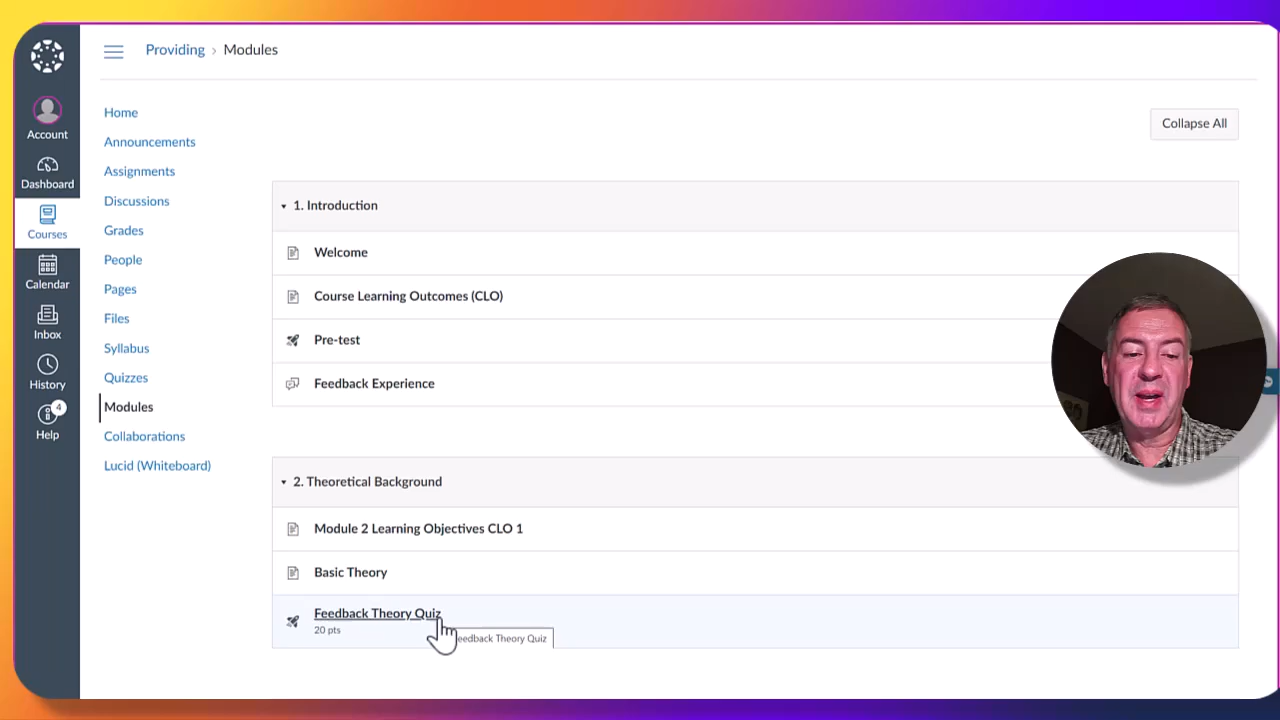 Providing > Modules
Account
Dashboard
Courses
Calendar
Inbox
History
4
Help
Home
Announcements
Assignments
Discussions
Grades
People
Pages
Files
Syllabus
Quizzes
Modules
Collaborations
Lucid (Whiteboard)
Collapse All
1. Introduction
Welcome
Course Learning Outcomes (CLO)
Pre-test
Feedback Experience
2. Theoretical Background
Module 2 Learning Objectives CLO 1
Basic Theory
Feedback Theory Quiz
20 pts
eedback Theory Quiz